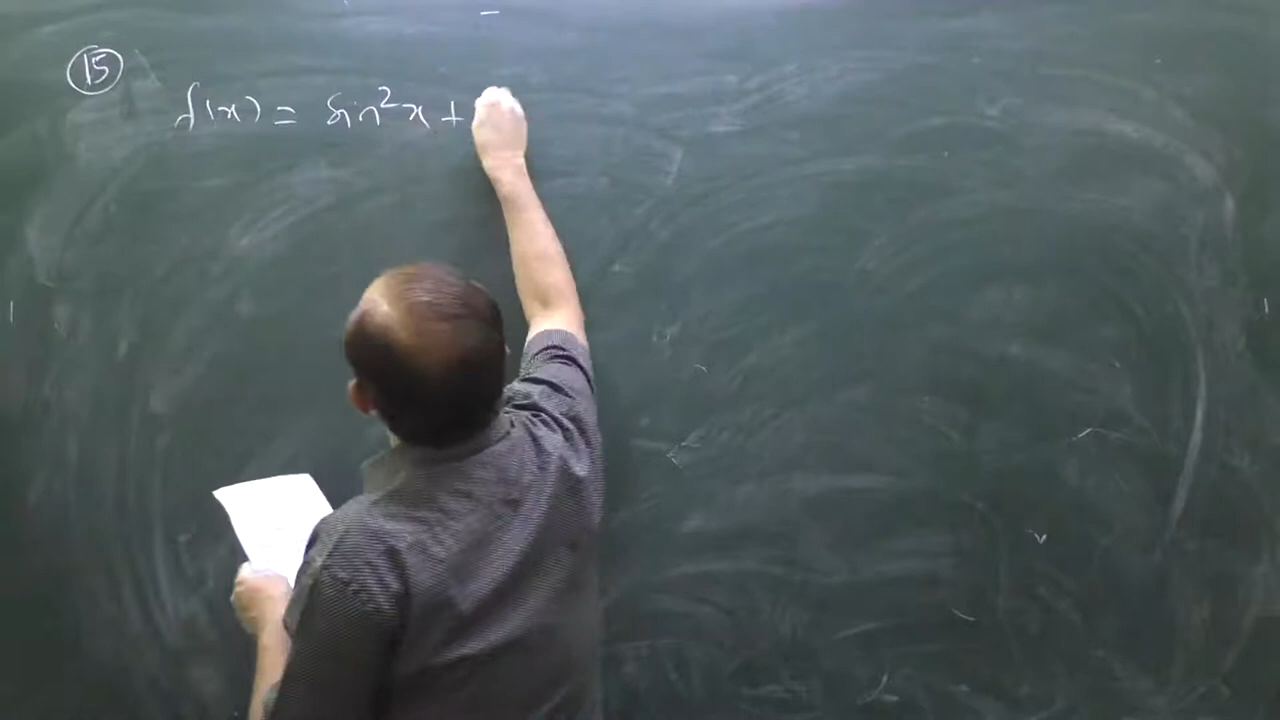 15
f(x) = sin²x +